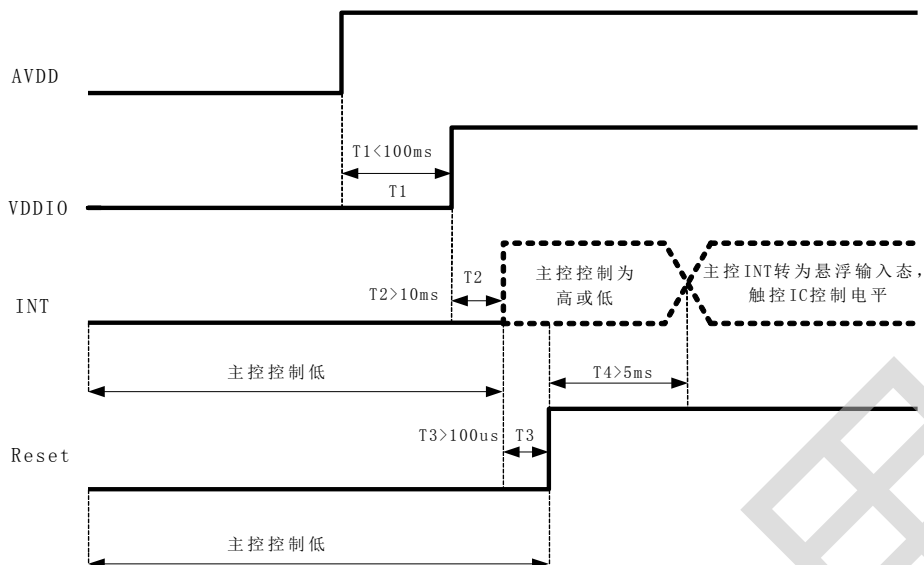 AVDD
T1<100ms
T1
VDDIO
T2
主控控制为
高或低
主控INT转为悬浮输入态，
触控IC控制电平
T2>10ms
INT
主控控制低
T4>5ms
T3>100us
T3
Reset
主控控制低